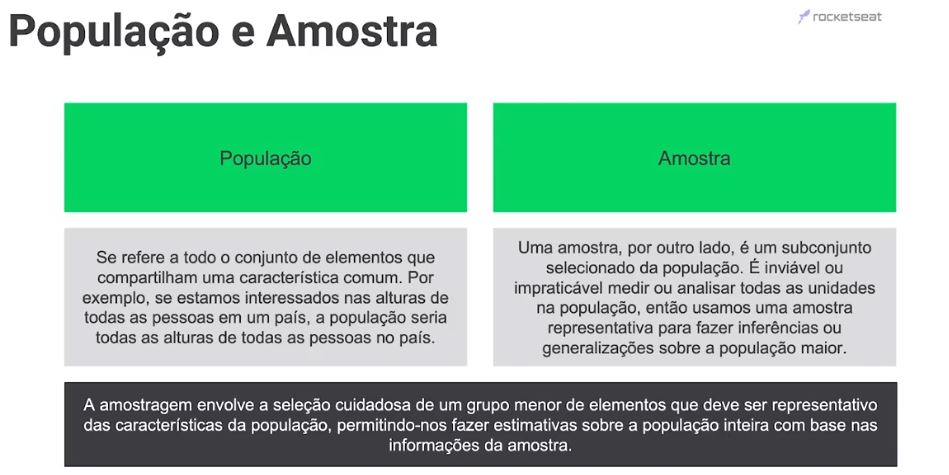 População e Amostra
rocketseat
População
Amostra
Se refere a todo o conjunto de elementos que
compartilham uma característica comum. Por
exemplo, se estamos interessados nas alturas de
todas as pessoas em um país, a população seria
todas as alturas de todas as pessoas no país.
Uma amostra, por outro lado, é um subconjunto
selecionado da população. É inviável ou
impraticável medir ou analisar todas as unidades
na população, então usamos uma amostra
representativa para fazer inferências ou
generalizações sobre a população maior.
A amostragem envolve a seleção cuidadosa de um grupo menor de elementos que deve ser representativo
das características da população, permitindo-nos fazer estimativas sobre a população inteira com base nas
informações da amostra.